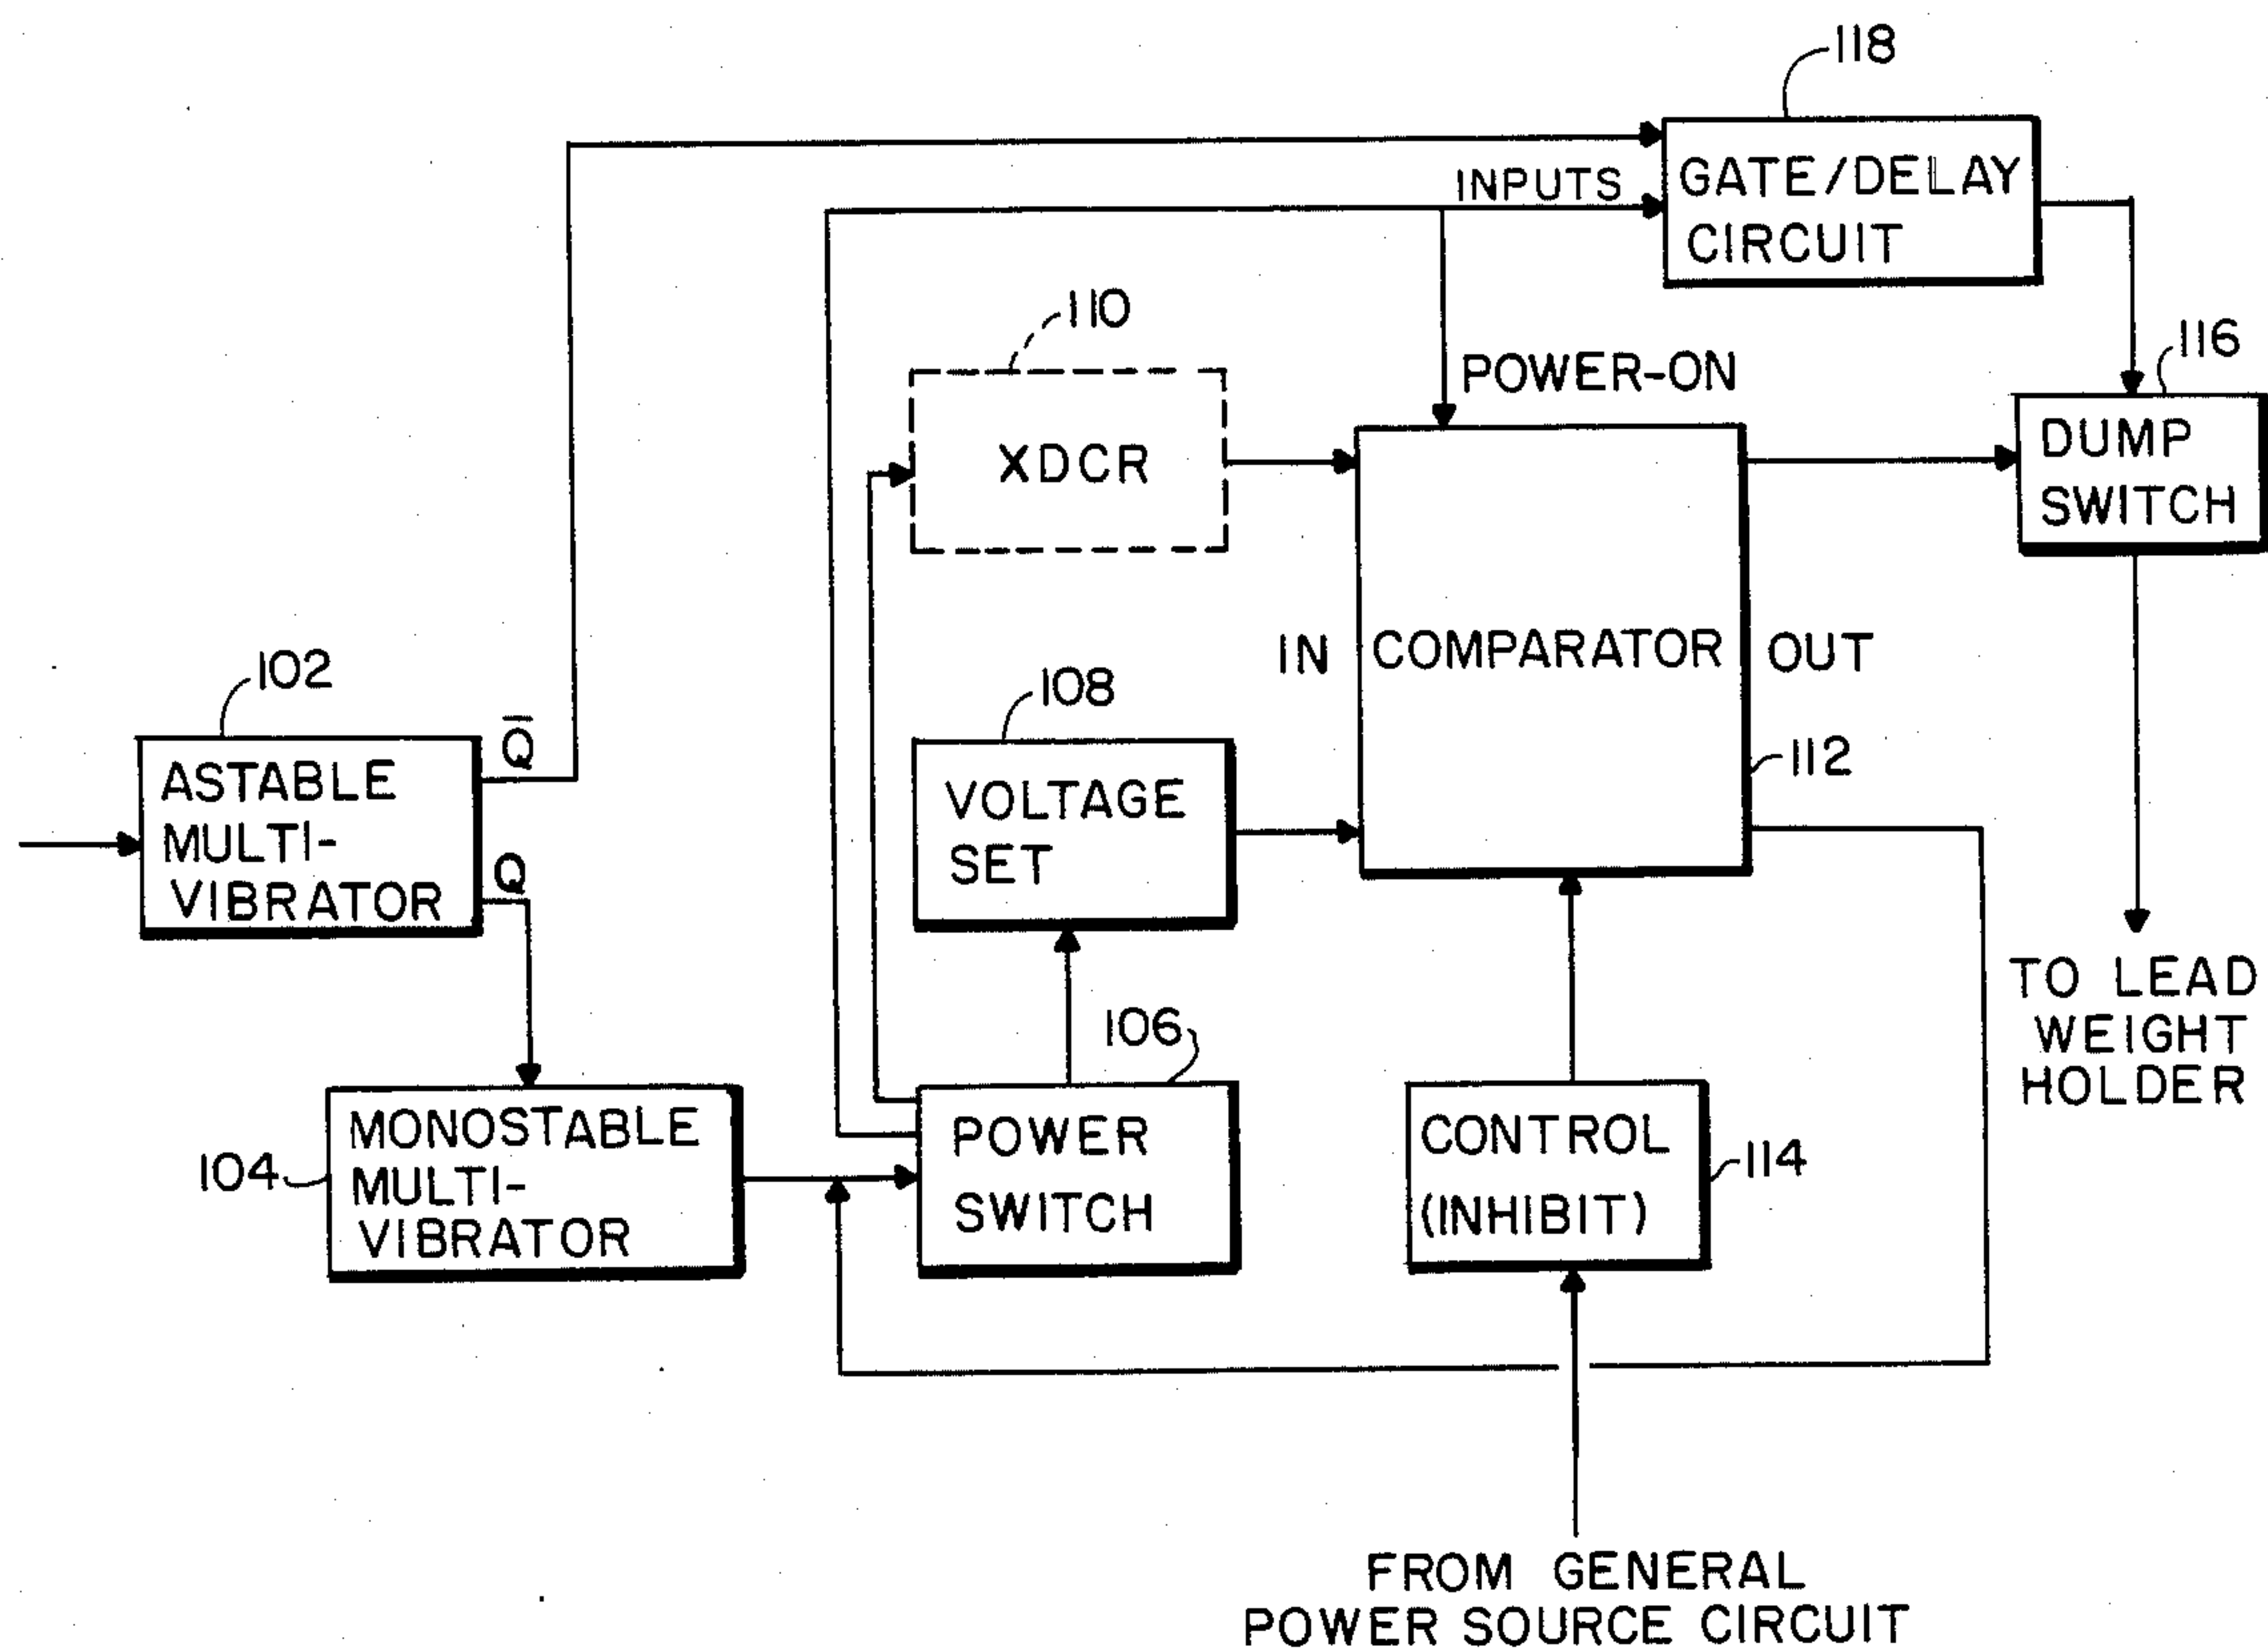 118
INPUTS
GATE/DELAY
CIRCUIT
110
116
POWER-ON
XDCR
DUMP
SWITCH
102
108
IN
COMPARATOR
OUT
Q̅
112
ASTABLE
MULTI-
VIBRATOR
Q
VOLTAGE
SET
TO LEAD
WEIGHT
HOLDER
106
104
MONOSTABLE
MULTI-
VIBRATOR
POWER
SWITCH
CONTROL
(INHIBIT)
114
FROM GENERAL
POWER SOURCE CIRCUIT